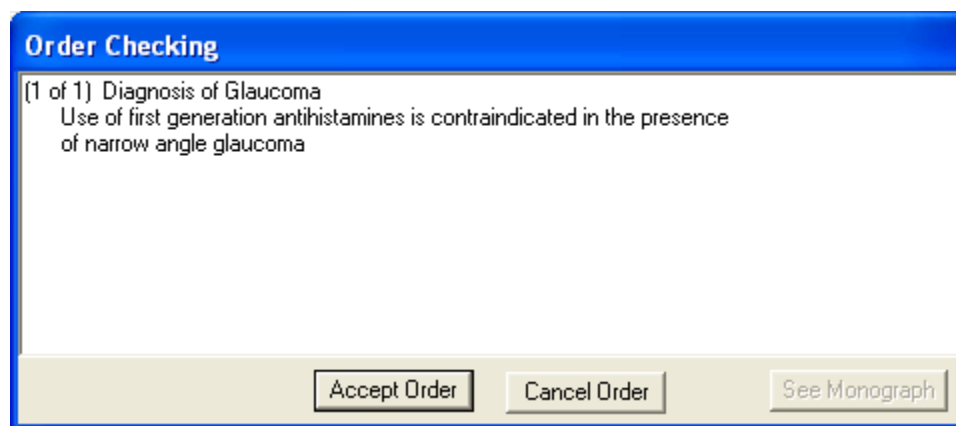 Order Checking
(1 of 1) Diagnosis of Glaucoma
Use of first generation antihistamines is contraindicated in the presence
of narrow angle glaucoma
Accept Order Cancel Order See Monograph